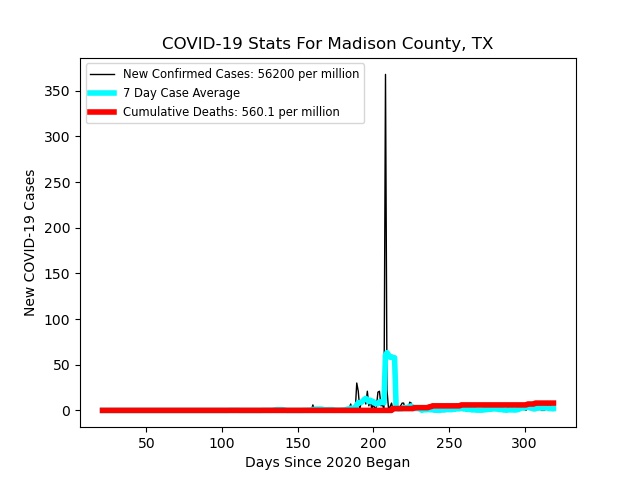 COVID-19 Stats For Madison County, TX
New Confirmed Cases: 56200 per million
7 Day Case Average
Cumulative Deaths: 560.1 per million
New COVID-19 Cases
350
300
250
200
150
100
50
0
50
100
150
200
250
300
Days Since 2020 Began